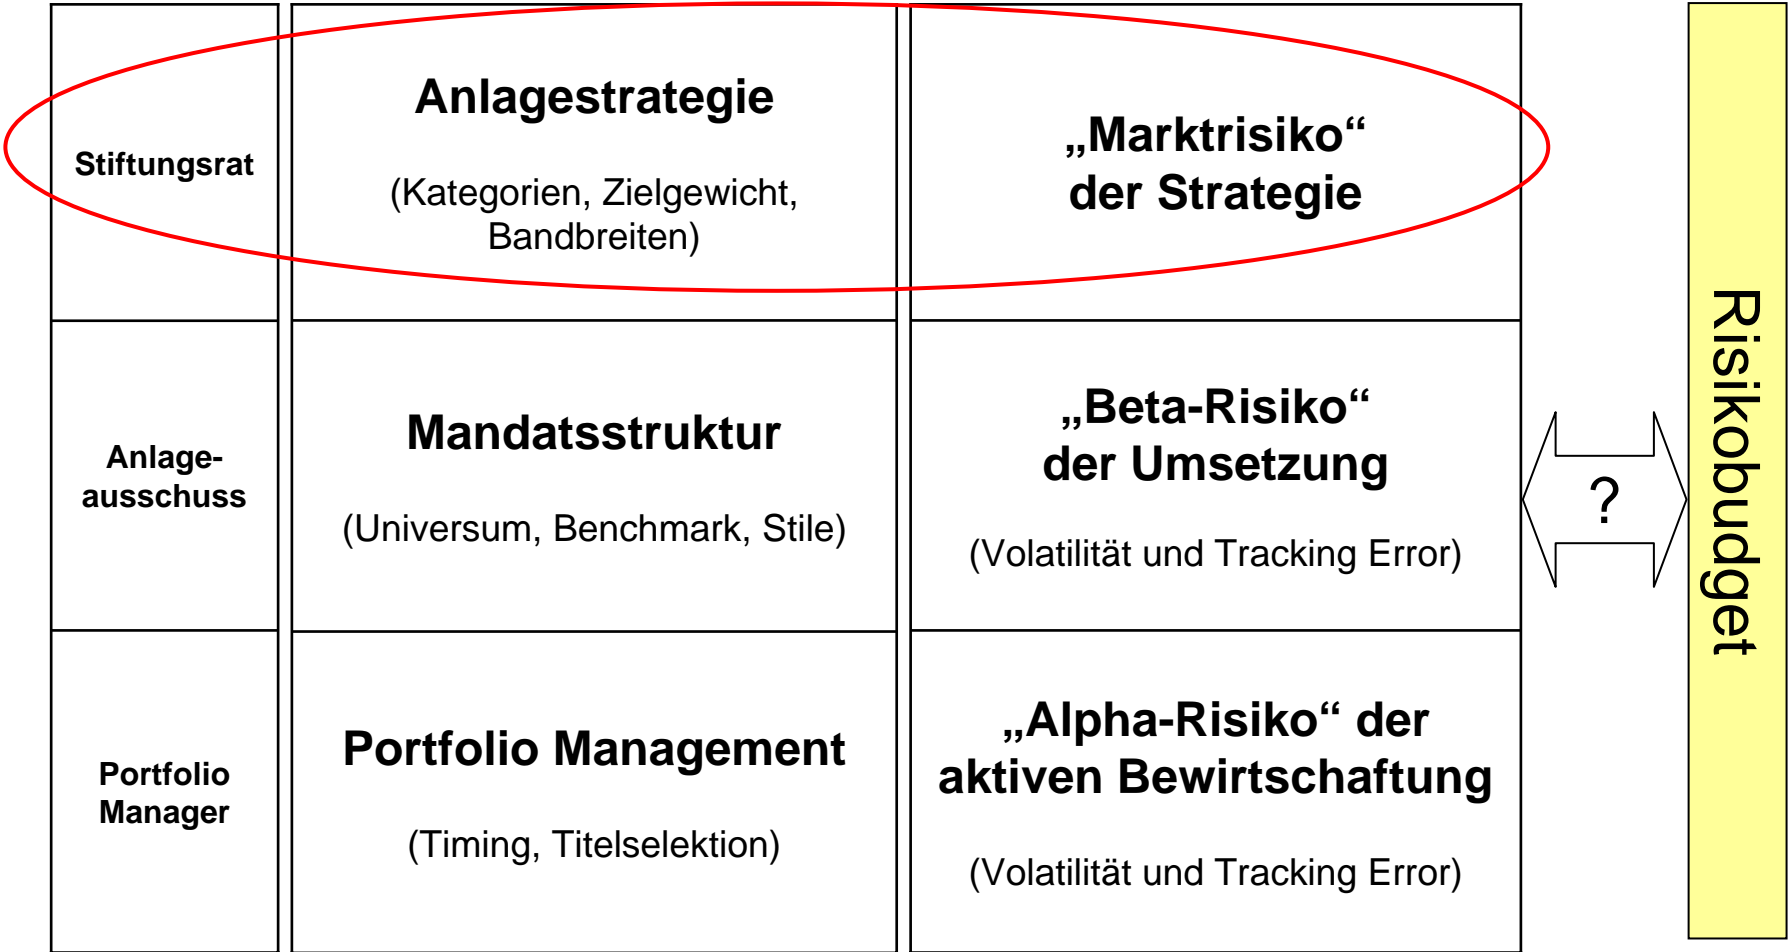 Stiftungsrat
Anlagestrategie
(Kategorien, Zielgewicht,
Bandbreiten)
„Marktrisiko“
der Strategie
Anlage-
ausschuss
Mandatsstruktur
(Universum, Benchmark, Stile)
„Beta-Risiko“
der Umsetzung
(Volatilität und Tracking Error)
?
Portfolio
Manager
Portfolio Management
(Timing, Titelselektion)
„Alpha-Risiko“ der
aktiven Bewirtschaftung
(Volatilität und Tracking Error)
Risikobudget